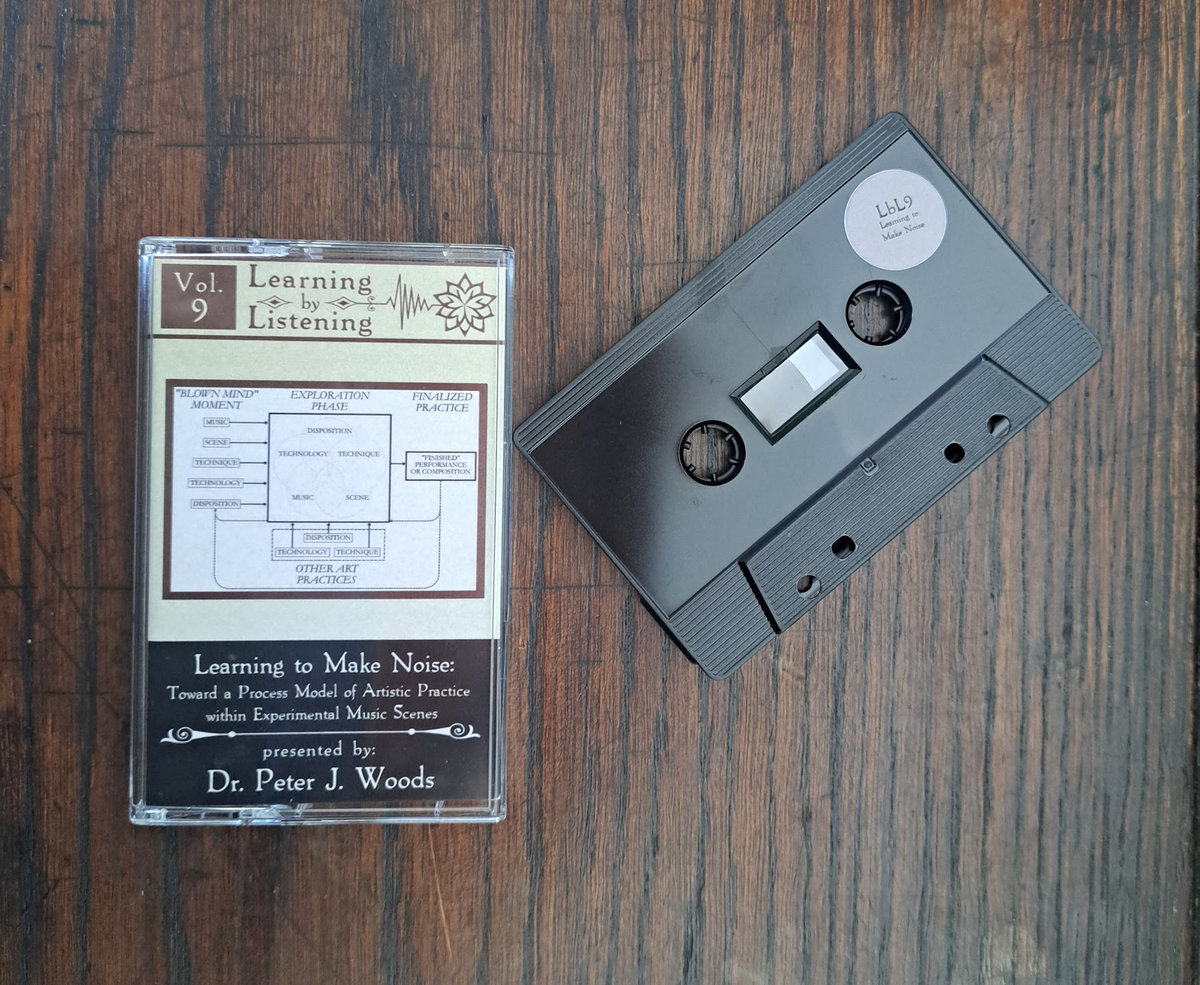 Vol.
9
Learning
by
Listening
"BLOWN MIND"
MOMENT
EXPLORATION
PHASE
FINALIZED
PRACTICE
MUSIC
SCENE
TECHNIQUE
TECHNOLOGY
DISPOSITION
DISPOSITION
TECHNOLOGY TECHNIQUE
MUSIC SCENE
"FINISHED"
PERFORMANCE
OR COMPOSITION
DISPOSITION
TECHNOLOGY TECHNIQUE
OTHER ART
PRACTICES
Learning to Make Noise:
Toward a Process Model of Artistic Practice
within Experimental Music Scenes
presented by:
Dr. Peter J. Woods
LbL9
Learning to
Make Noise